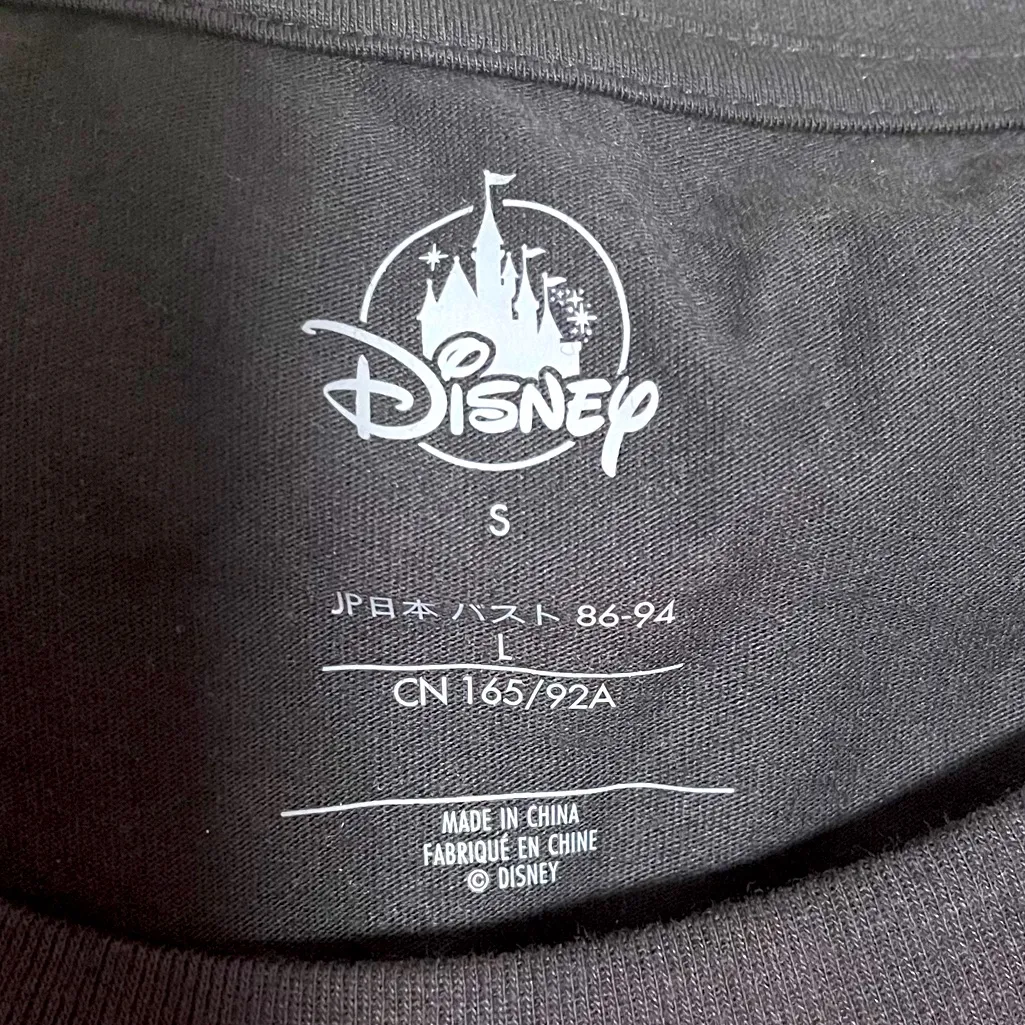 Disney
S
JP日本 バスト 86-94
L
CN 165/92A
MADE IN CHINA
FABRIQUÉ EN CHINE
© DISNEY